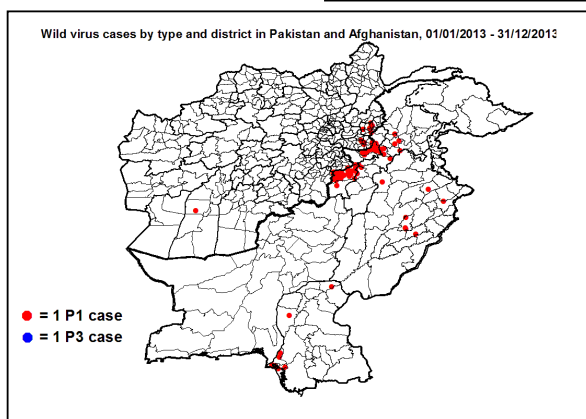 Wild virus cases by type and district in Pakistan and Afghanistan, 01/01/2013 - 31/12/2013
= 1 P1 case
= 1 P3 case